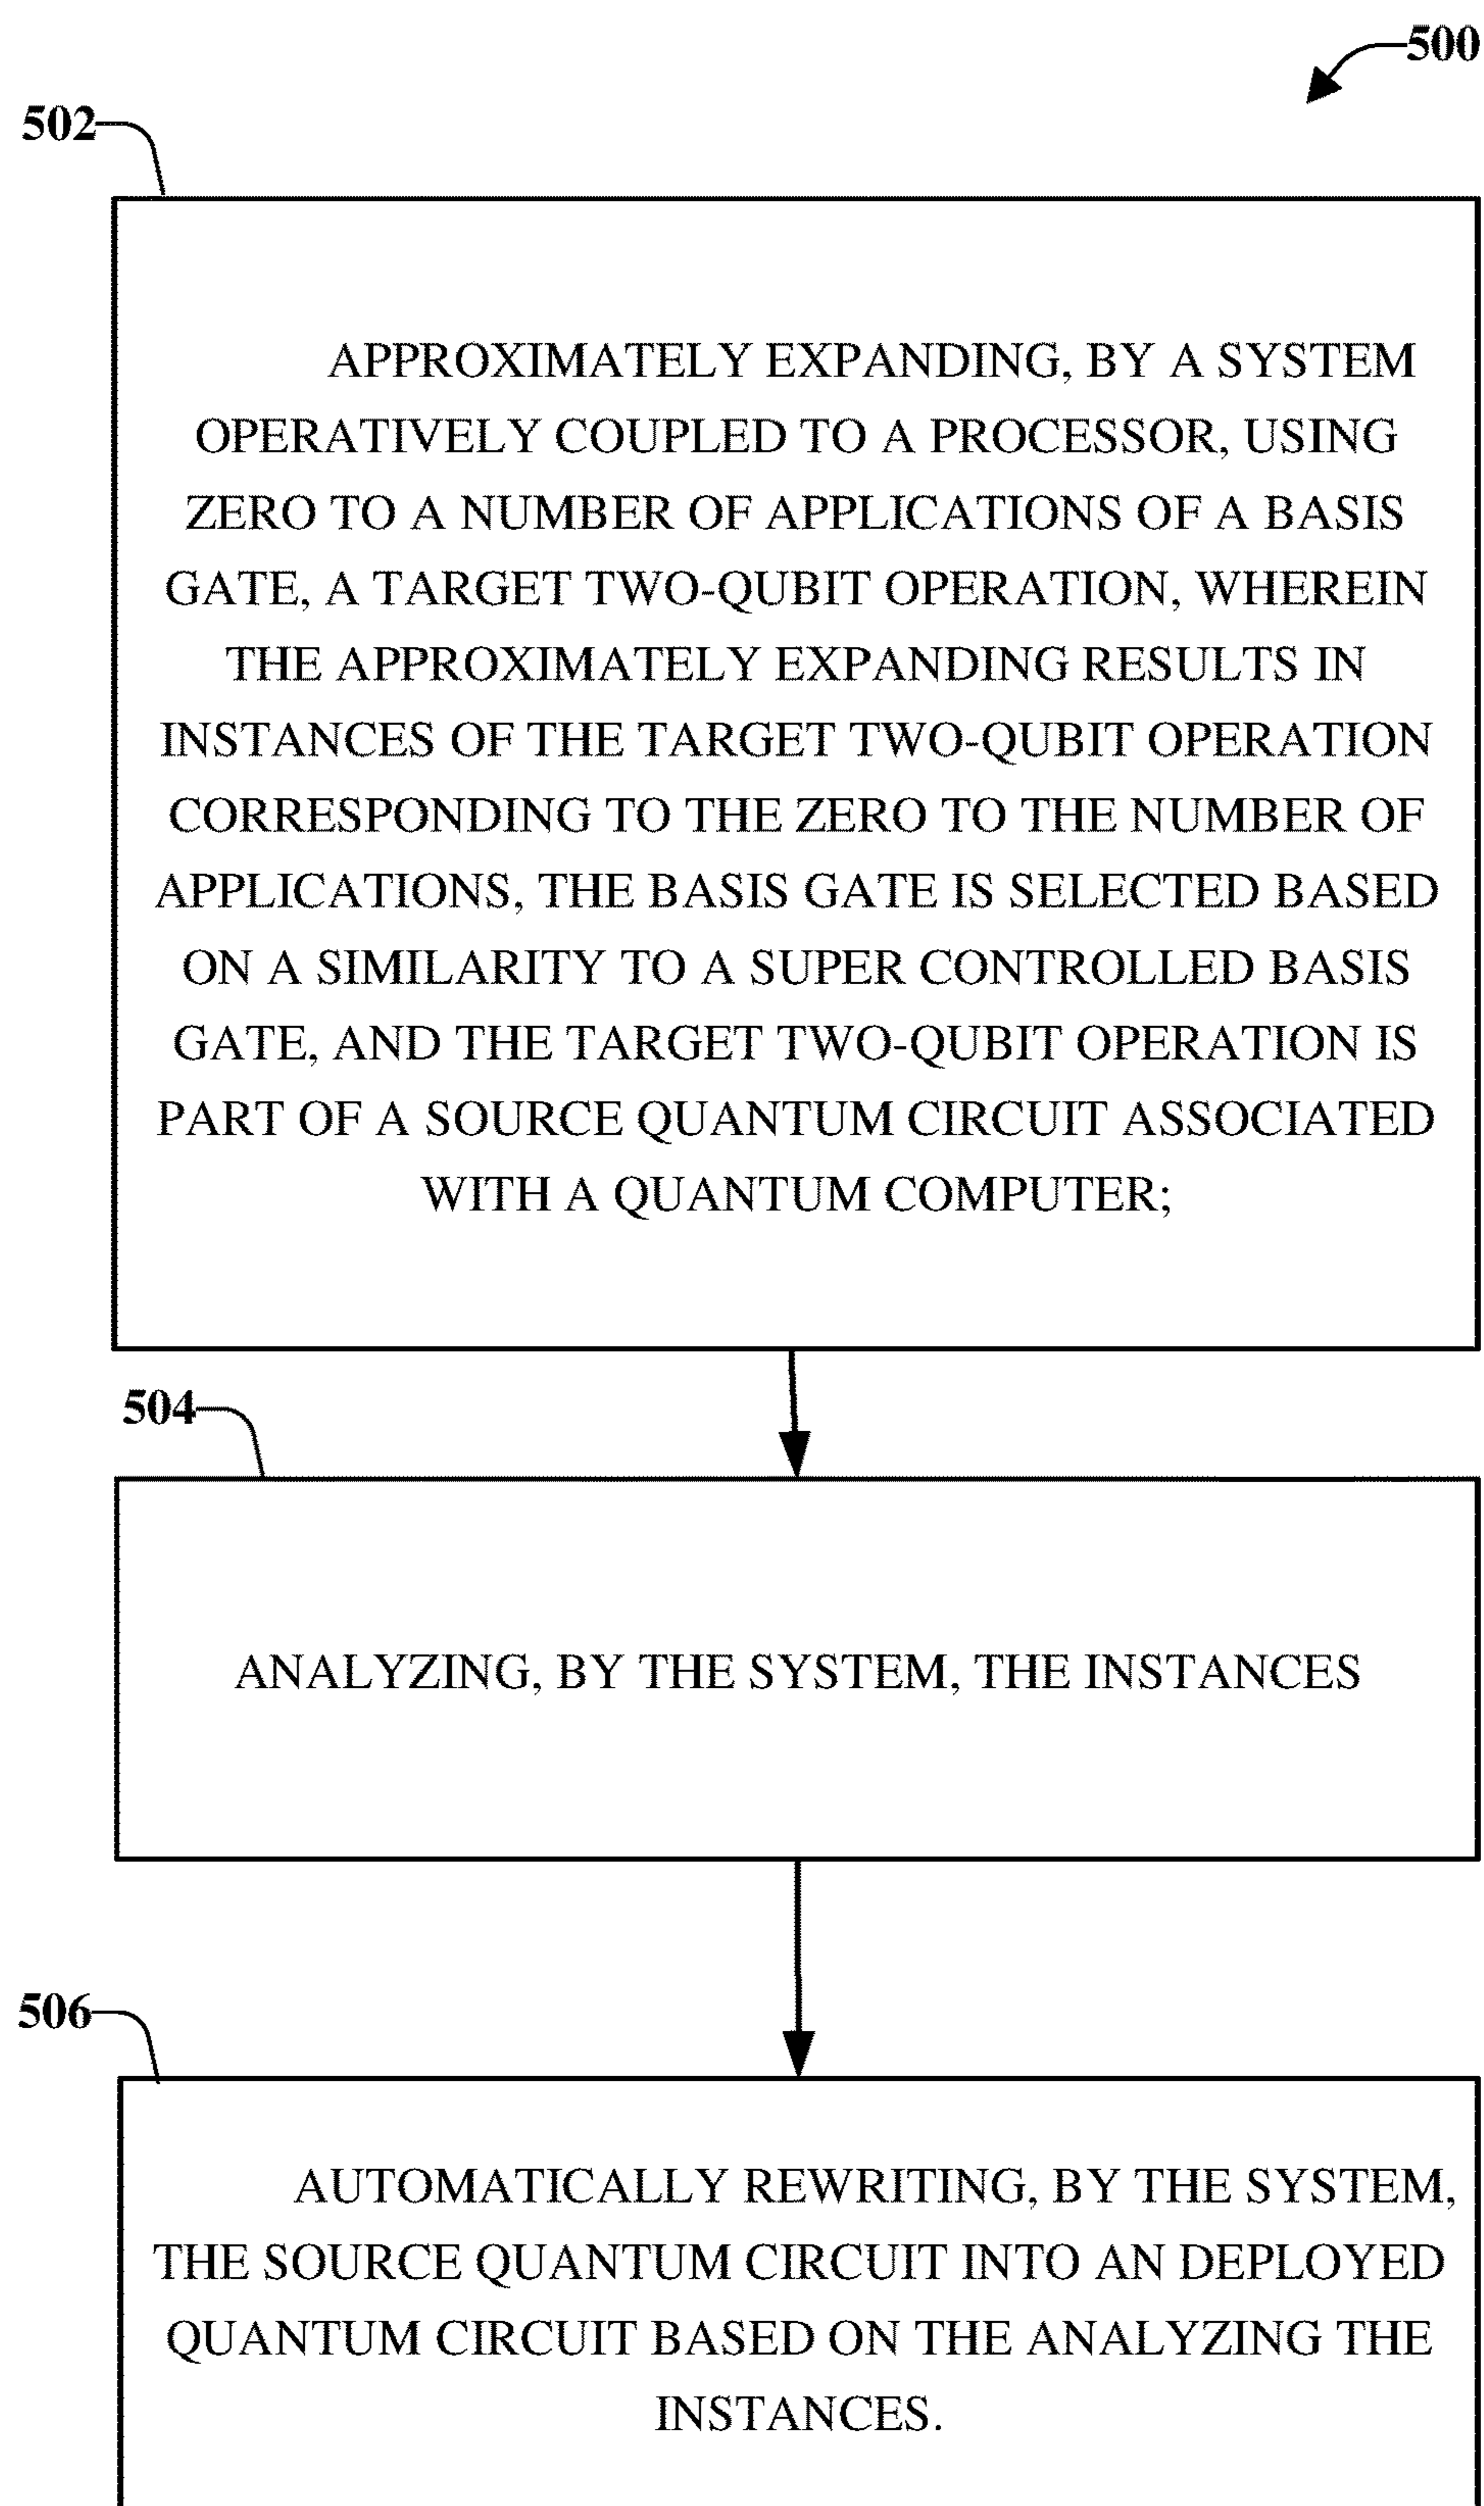 500
502
APPROXIMATELY EXPANDING, BY A SYSTEM
OPERATIVELY COUPLED TO A PROCESSOR, USING
ZERO TO A NUMBER OF APPLICATIONS OF A BASIS
GATE, A TARGET TWO-QUBIT OPERATION, WHEREIN
THE APPROXIMATELY EXPANDING RESULTS IN
INSTANCES OF THE TARGET TWO-QUBIT OPERATION
CORRESPONDING TO THE ZERO TO THE NUMBER OF
APPLICATIONS, THE BASIS GATE IS SELECTED BASED
ON A SIMILARITY TO A SUPER CONTROLLED BASIS
GATE, AND THE TARGET TWO-QUBIT OPERATION IS
PART OF A SOURCE QUANTUM CIRCUIT ASSOCIATED
WITH A QUANTUM COMPUTER;
504
ANALYZING, BY THE SYSTEM, THE INSTANCES
506
AUTOMATICALLY REWRITING, BY THE SYSTEM,
THE SOURCE QUANTUM CIRCUIT INTO AN DEPLOYED
QUANTUM CIRCUIT BASED ON THE ANALYZING THE
INSTANCES.